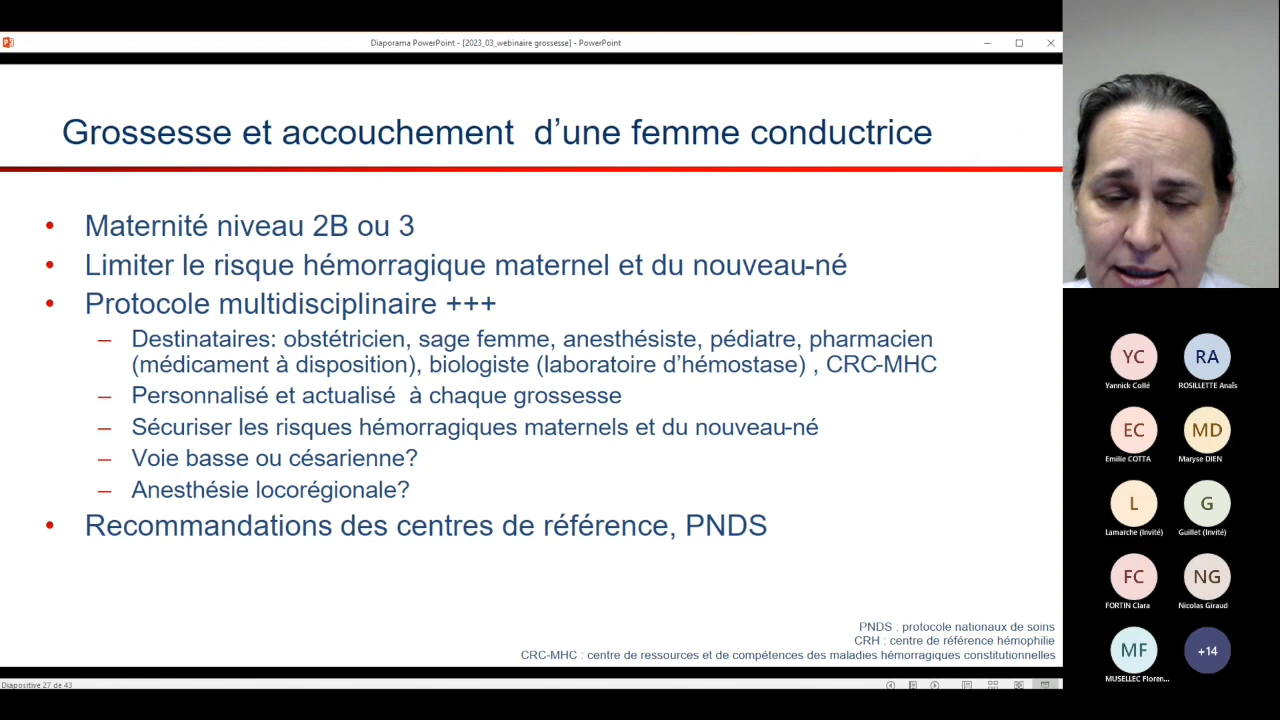 Diaporama PowerPoint - [2023_03_webinaire grossesse] - PowerPoint
Grossesse et accouchement d’une femme conductrice
• Maternité niveau 2B ou 3
• Limiter le risque hémorragique maternel et du nouveau-né
• Protocole multidisciplinaire +++
– Destinataires: obstétricien, sage femme, anesthésiste, pédiatre, pharmacien
(médicament à disposition), biologiste (laboratoire d’hémostase) , CRC-MHC
– Personnalisé et actualisé à chaque grossesse
– Sécuriser les risques hémorragiques maternels et du nouveau-né
– Voie basse ou césarienne?
– Anesthésie locorégionale?
• Recommandations des centres de référence, PNDS
PNDS : protocole nationaux de soins
CRH : centre de référence hémophilie
CRC-MHC : centre de ressources et de compétences des maladies hémorragiques constitutionnelles
Diapositive 27 de 43
YC
Yannick Collé
RA
ROSILLETTE Anaïs
EC
Emilie COTTA
MD
Maryse DIEN
L
Lamarche (Invité)
G
Guillet (Invité)
FC
FORTIN Clara
NG
Nicolas Giraud
MF
MUSELLEC Floren...
+14